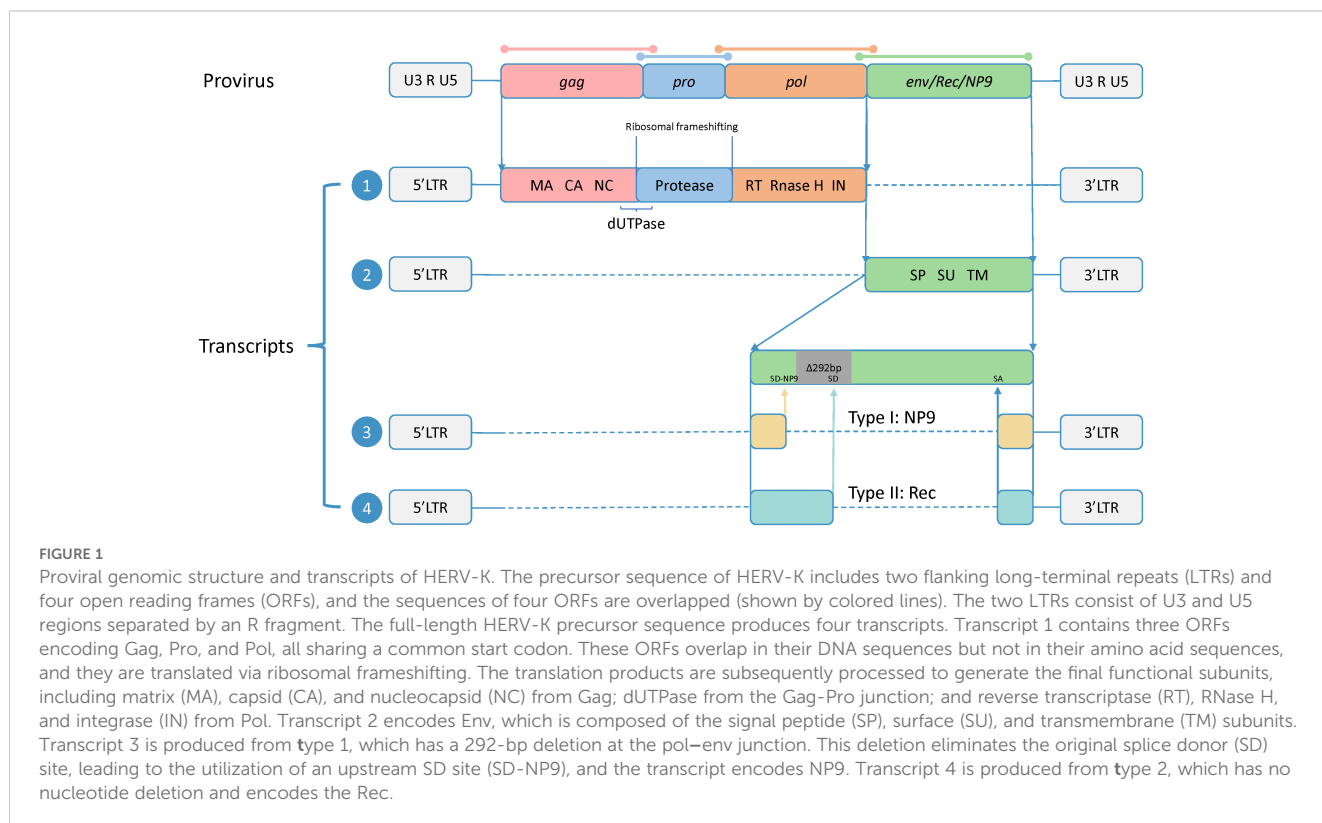 Provirus
U3 R U5
gag
pro
pol
env/Rec/NP9
U3 R U5
Ribosomal frameshifting
1
5'LTR
MA CA NC
Protease
RT Rnase H IN
3'LTR
dUTPase
2
5'LTR
SP SU TM
3'LTR
Transcripts
Δ292bp
SD-NP9
SD
SA
3
5'LTR
Type I: NP9
3'LTR
4
5'LTR
Type II: Rec
3'LTR
FIGURE 1
Proviral genomic structure and transcripts of HERV-K. The precursor sequence of HERV-K includes two flanking long-terminal repeats (LTRs) and
four open reading frames (ORFs), and the sequences of four ORFs are overlapped (shown by colored lines). The two LTRs consist of U3 and U5
regions separated by an R fragment. The full-length HERV-K precursor sequence produces four transcripts. Transcript 1 contains three ORFs
encoding Gag, Pro, and Pol, all sharing a common start codon. These ORFs overlap in their DNA sequences but not in their amino acid sequences,
and they are translated via ribosomal frameshifting. The translation products are subsequently processed to generate the final functional subunits,
including matrix (MA), capsid (CA), and nucleocapsid (NC) from Gag; dUTPase from the Gag-Pro junction; and reverse transcriptase (RT), RNase H,
and integrase (IN) from Pol. Transcript 2 encodes Env, which is composed of the signal peptide (SP), surface (SU), and transmembrane (TM) subunits.
Transcript 3 is produced from type 1, which has a 292-bp deletion at the pol–env junction. This deletion eliminates the original splice donor (SD)
site, leading to the utilization of an upstream SD site (SD-NP9), and the transcript encodes NP9. Transcript 4 is produced from type 2, which has no
nucleotide deletion and encodes the Rec.